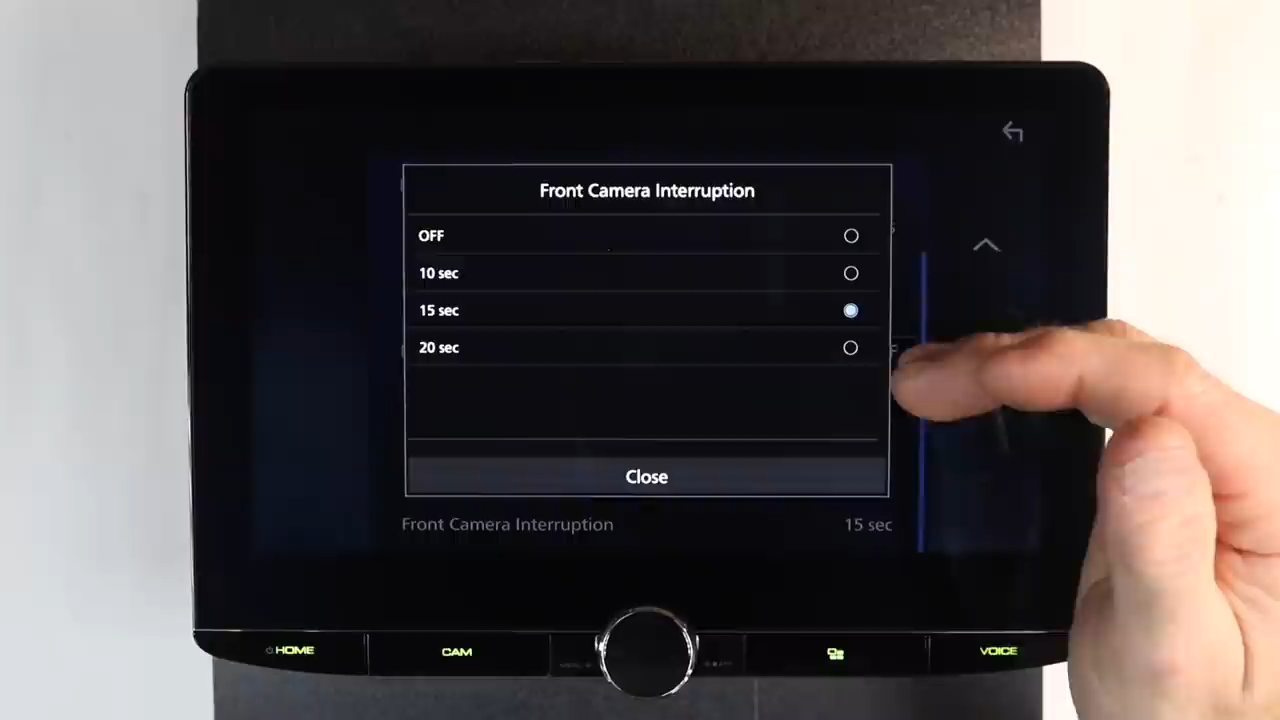 Front Camera Interruption
OFF
10 sec
15 sec
20 sec
Close
Front Camera Interruption 15 sec
HOME CAM VOICE